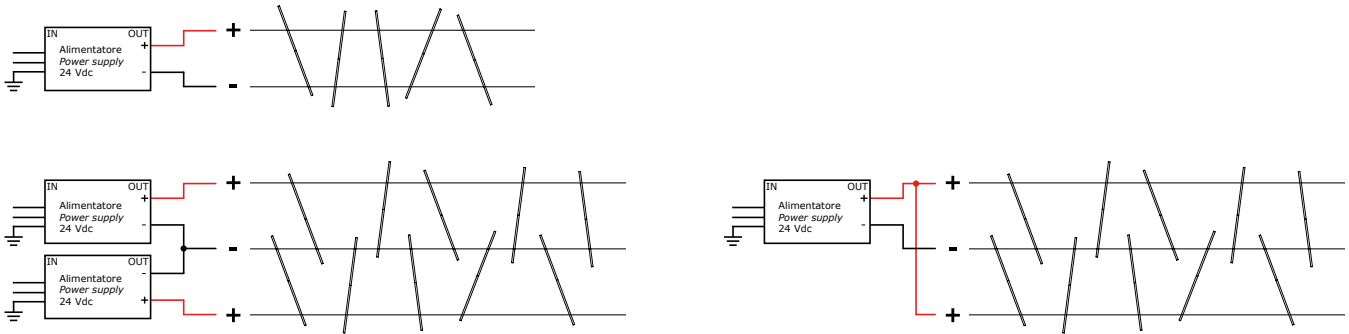 IN OUT
Alimentatore
Power supply
24 Vdc
+
-
+
-
IN OUT
Alimentatore
Power supply
24 Vdc
+
-
+
-
IN OUT
Alimentatore
Power supply
24 Vdc
-
+
+
IN OUT
Alimentatore
Power supply
24 Vdc
+
-
+
-
+